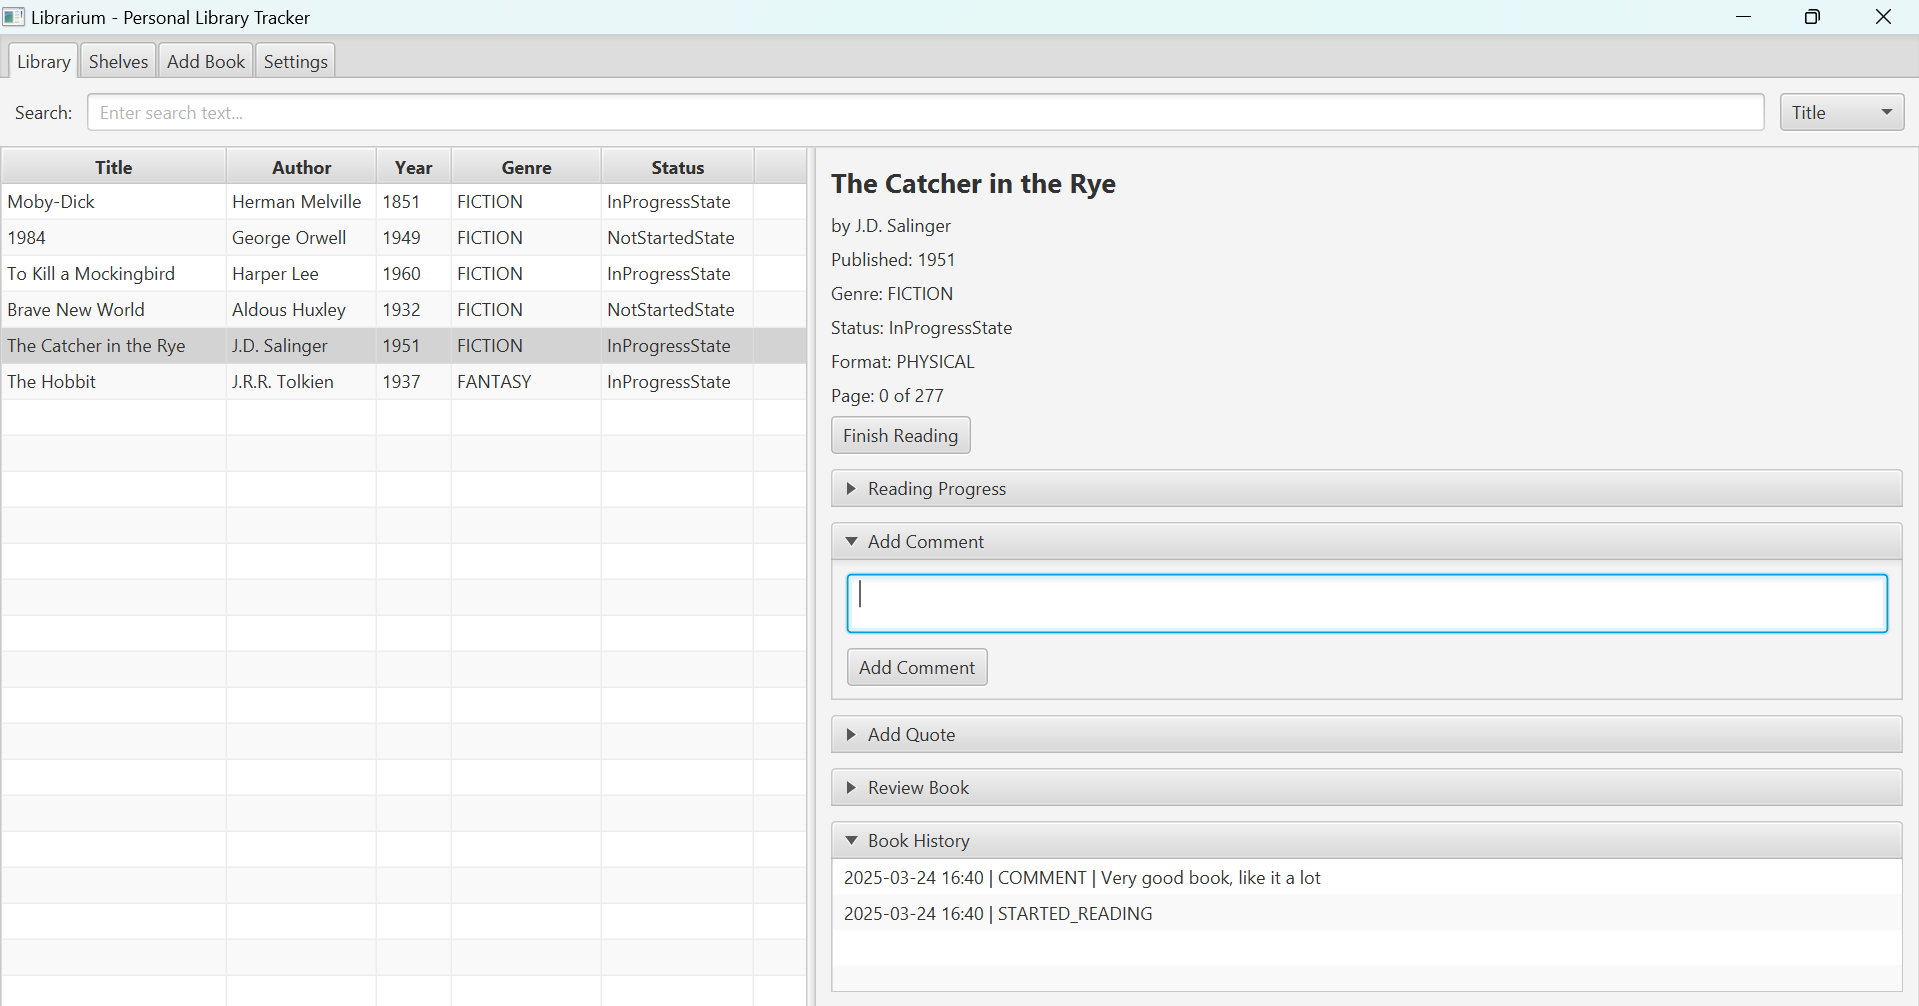 Librarium - Personal Library Tracker
Library Shelves Add Book Settings
Search: Enter search text... Title
Title Author Year Genre Status
Moby-Dick Herman Melville 1851 FICTION InProgressState
1984 George Orwell 1949 FICTION NotStartedState
To Kill a Mockingbird Harper Lee 1960 FICTION InProgressState
Brave New World Aldous Huxley 1932 FICTION NotStartedState
The Catcher in the Rye J.D. Salinger 1951 FICTION InProgressState
The Hobbit J.R.R. Tolkien 1937 FANTASY InProgressState
The Catcher in the Rye
by J.D. Salinger
Published: 1951
Genre: FICTION
Status: InProgressState
Format: PHYSICAL
Page: 0 of 277
Finish Reading
Reading Progress
Add Comment
Add Comment
Add Quote
Review Book
Book History
2025-03-24 16:40 | COMMENT | Very good book, like it a lot
2025-03-24 16:40 | STARTED_READING